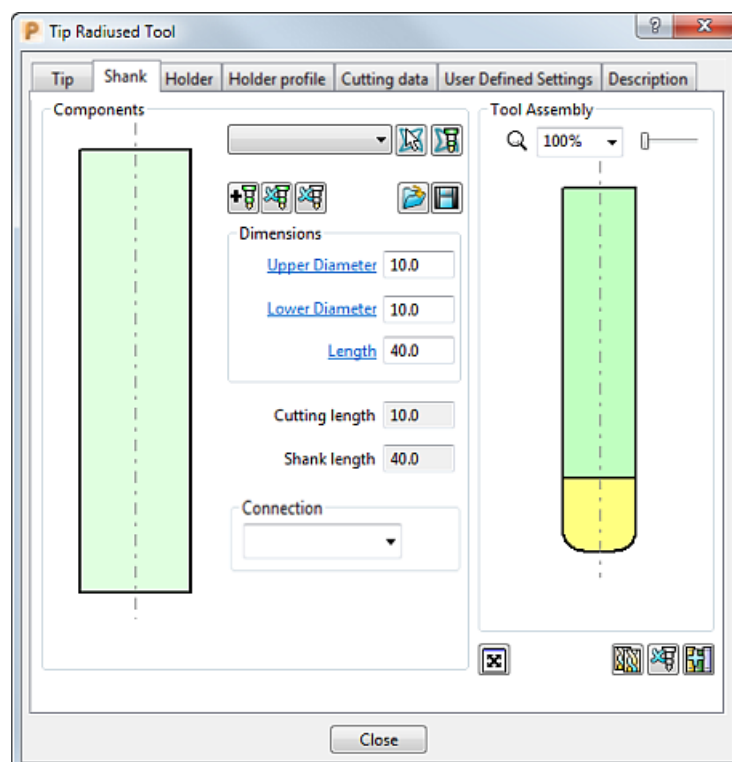 P Tip Radiused Tool ?
Tip Shank Holder Holder profile Cutting data User Defined Settings Description
Components
Tool Assembly
100%
Dimensions
Upper Diameter 10.0
Lower Diameter 10.0
Length 40.0
Cutting length 10.0
Shank length 40.0
Connection
Close